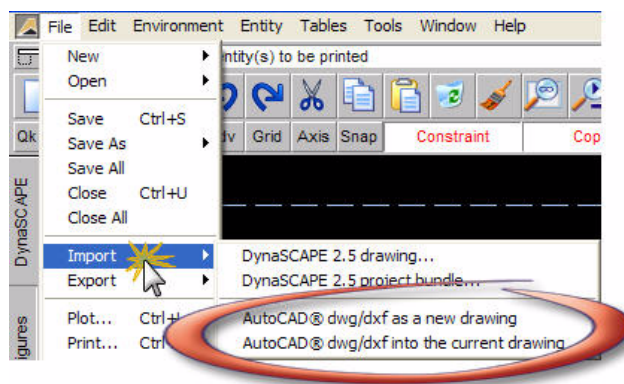 File Edit Environment Entity Tables Tools Window Help
New
Open
ntity(s) to be printed
Save Ctrl+S
Save As
Save All
Close Ctrl+U
Close All
Import
Export
Plot... Ctrl+
Print... Ctrl
Qk
Grid Axis Snap Constraint Cop
DynaSCAPE
igures
DynaSCAPE 2.5 drawing...
DynaSCAPE 2.5 project bundle...
AutoCAD® dwg/dxf as a new drawing
AutoCAD® dwg/dxf into the current drawing